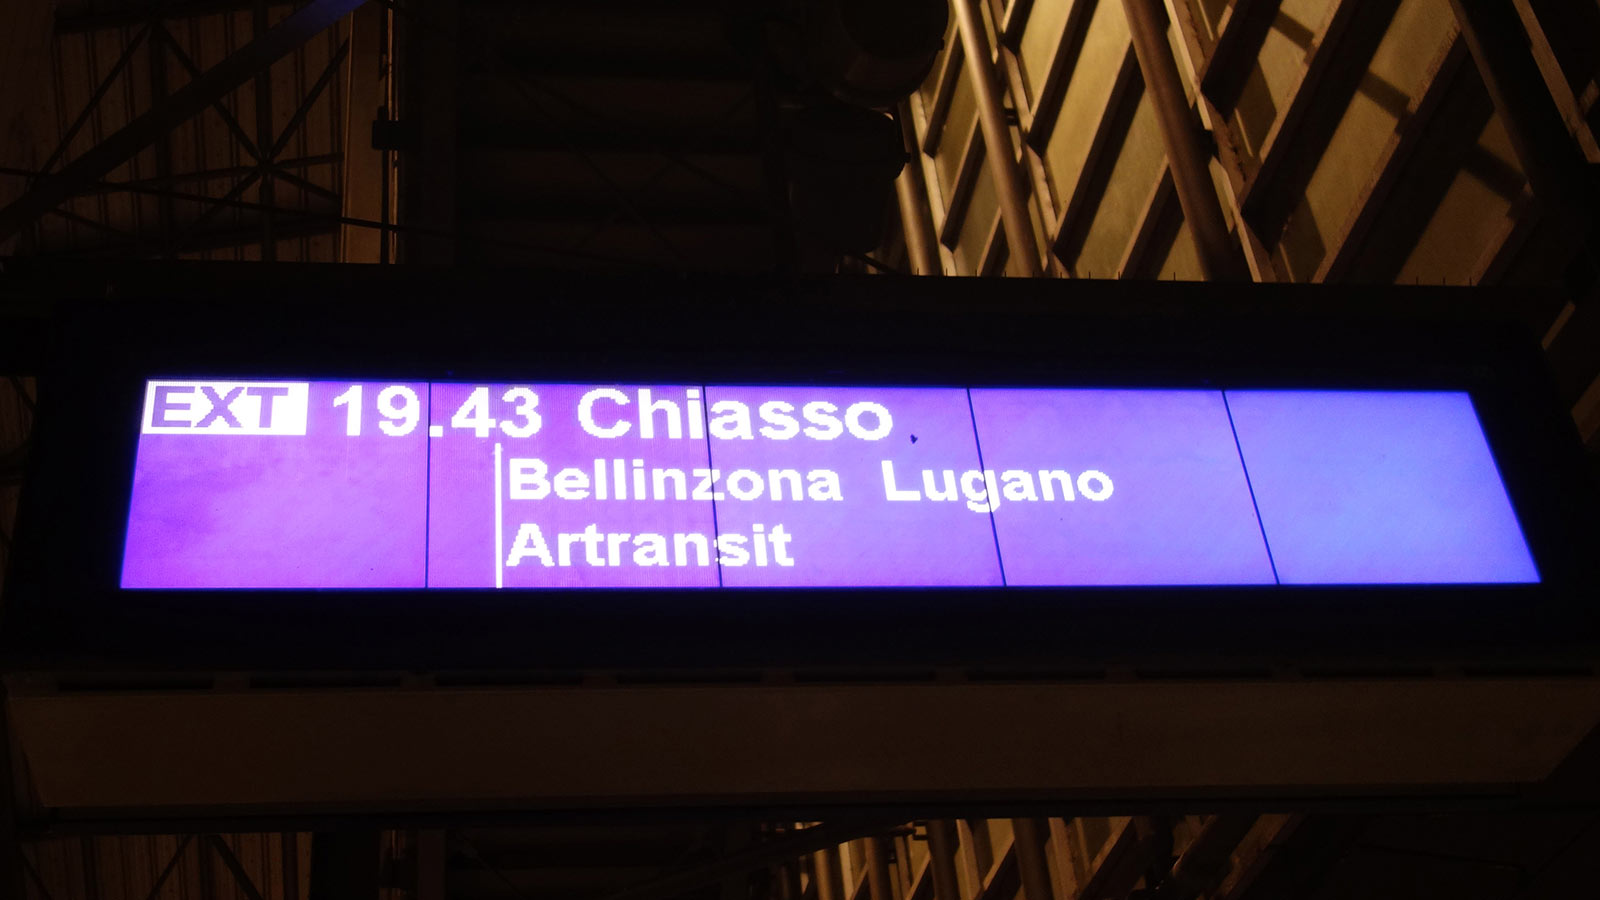 EXT 19.43 Chiasso
Bellinzona Lugano
Artransit